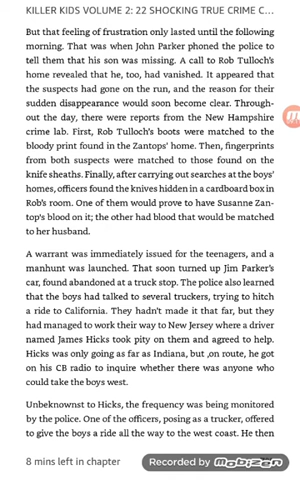 KILLER KIDS VOLUME 2: 22 SHOCKING TRUE CRIME C...
But that feeling of frustration only lasted until the following
morning. That was when John Parker phoned the police to
tell them that his son was missing. A call to Rob Tulloch's
home revealed that he, too, had vanished. It appeared that
the suspects had gone on the run, and the reason for their
sudden disappearance would soon become clear. Through-
out the day, there were reports from the New Hampshire
crime lab. First, Rob Tulloch's boots were matched to the
bloody print found in the Zantops' home. Then, fingerprints
from both suspects were matched to those found on the
knife sheaths. Finally, after carrying out searches at the boys'
homes, officers found the knives hidden in a cardboard box in
Rob's room. One of them would prove to have Susanne Zan-
top's blood on it; the other had blood that would be matched
to her husband.
A warrant was immediately issued for the teenagers, and a
manhunt was launched. That soon turned up Jim Parker's
car, found abandoned at a truck stop. The police also learned
that the boys had talked to several truckers, trying to hitch
a ride to California. They hadn't made it that far, but they
had managed to work their way to New Jersey where a driver
named James Hicks took pity on them and agreed to help.
Hicks was only going as far as Indiana, but ,on route, he got
on his CB radio to inquire whether there was anyone who
could take the boys west.
Unbeknownst to Hicks, the frequency was being monitored
by the police. One of the officers, posing as a trucker, offered
to give the boys a ride all the way to the west coast. He then
8 mins left in chapter
Recorded by mobizen